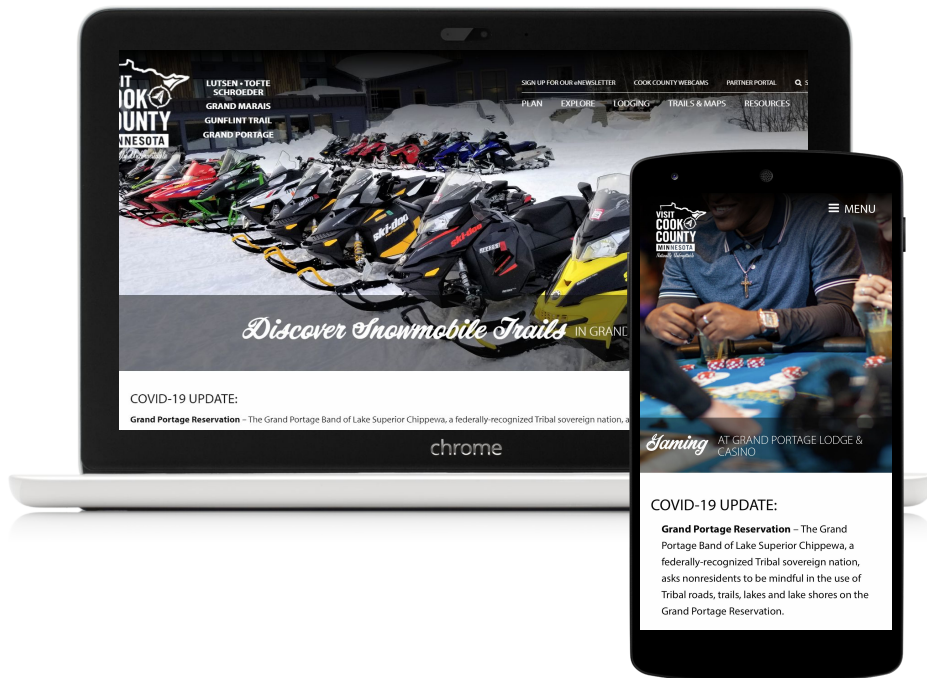 LUTSEN • TOFTE
SCHROEDER
GRAND MARAIS
GUNFLINT TRAIL
GRAND PORTAGE
COUNTY
MINNESOTA
SIGN UP FOR OUR eNEWSLETTER COOK COUNTY WEBCAMS PARTNER PORTAL
PLAN EXPLORE LODGING TRAILS & MAPS RESOURCES
ski-doo
ski-doo
Discover Snowmobile Trails IN GRAND
COVID-19 UPDATE:
Grand Portage Reservation – The Grand Portage Band of Lake Superior Chippewa, a federally-recognized Tribal sovereign nation, a
chrome
VISIT
COOK
COUNTY
MINNESOTA
Naturally Unforgettable
MENU
Gaming AT GRAND PORTAGE LODGE &
CASINO
COVID-19 UPDATE:
Grand Portage Reservation – The Grand
Portage Band of Lake Superior Chippewa, a
federally-recognized Tribal sovereign nation,
asks nonresidents to be mindful in the use of
Tribal roads, trails, lakes and lake shores on the
Grand Portage Reservation.